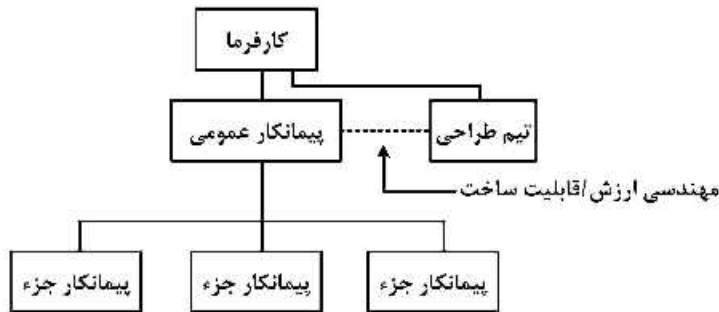 کارفرما
پیمانکار عمومی
تیم طراحی
مهندسی ارزش/قابلیت ساخت
پیمانکار جزء
پیمانکار جزء
پیمانکار جزء